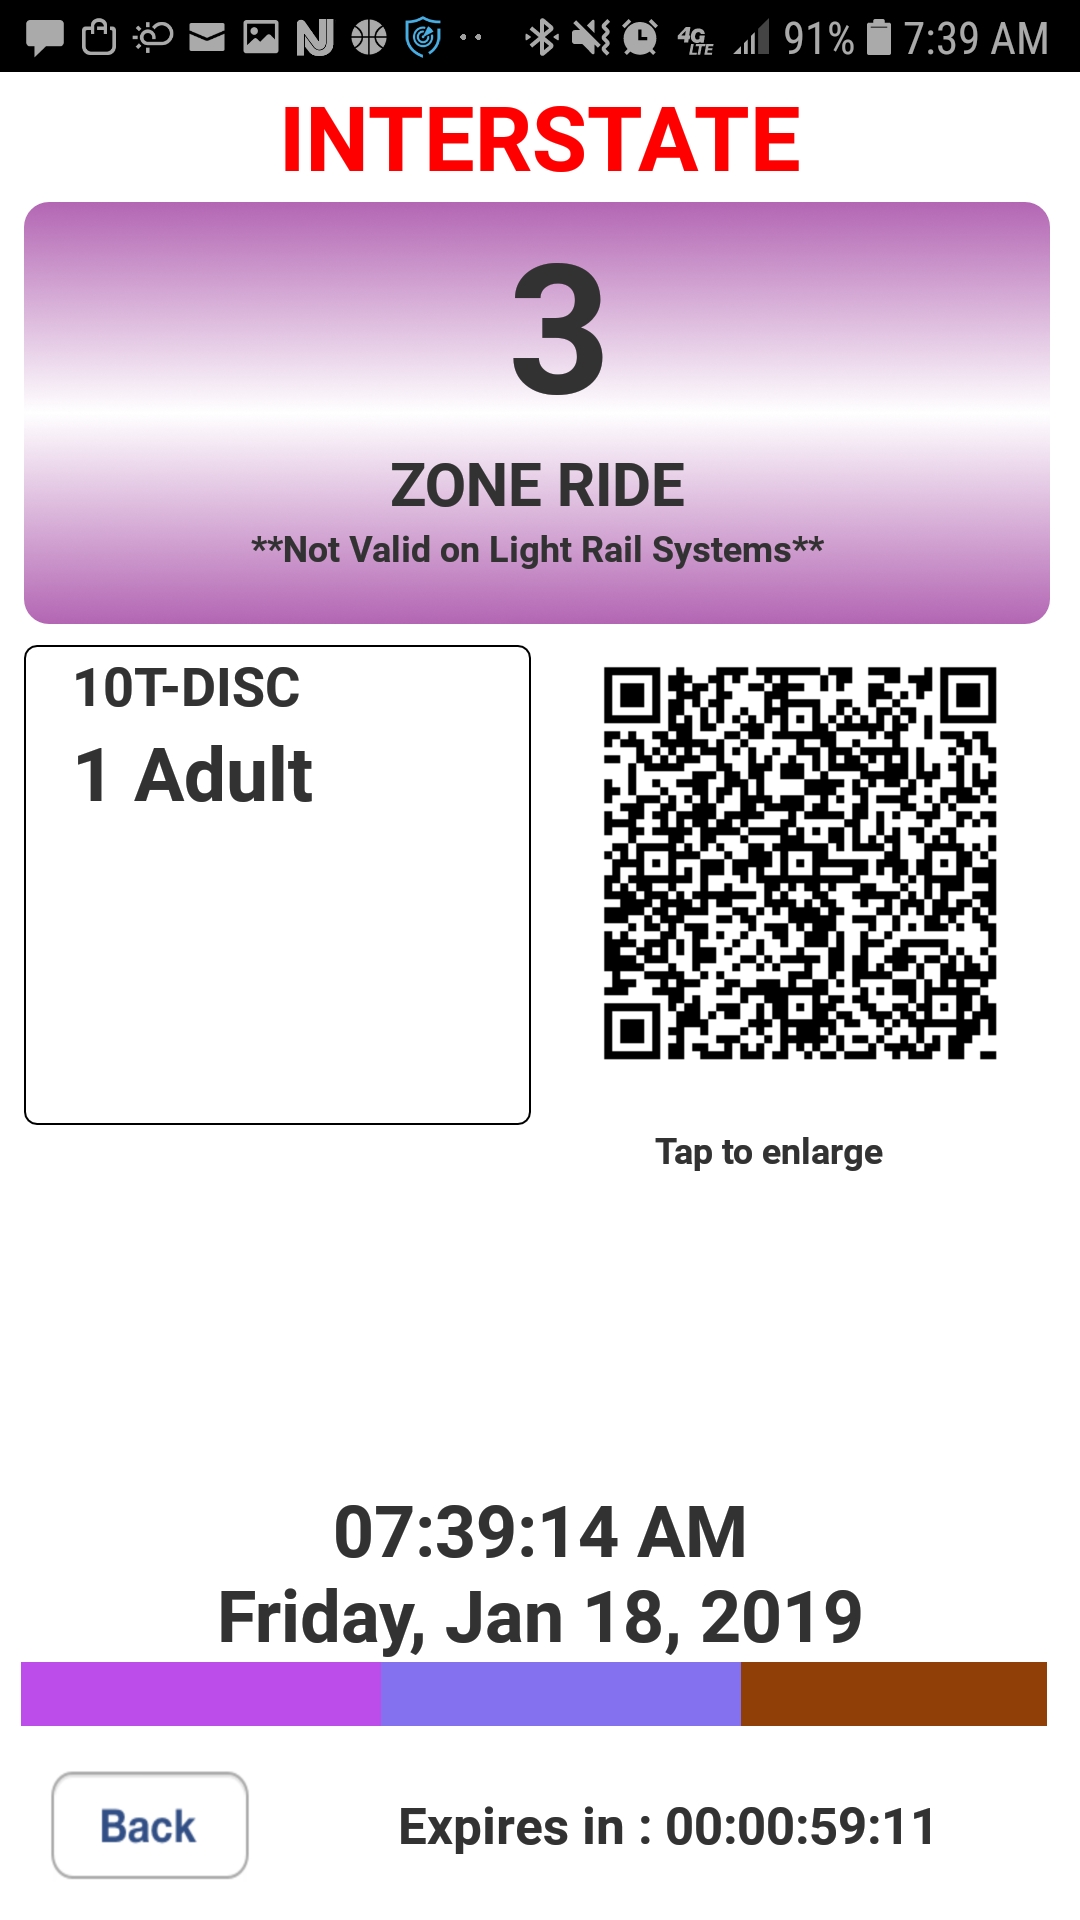 4G LTE 91% 7:39 AM
INTERSTATE
3
ZONE RIDE
**Not Valid on Light Rail Systems**
10T-DISC
1 Adult
Tap to enlarge
07:39:14 AM
Friday, Jan 18, 2019
Back
Expires in : 00:00:59:11